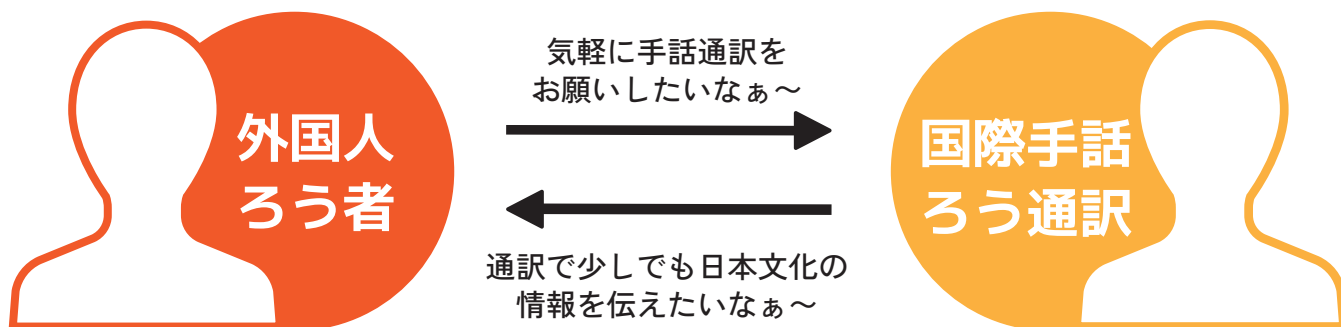 外国人
ろう者
気軽に手話通訳を
お願いしたいなぁ～
通訳で少しでも日本文化の
情報を伝えたいなぁ～
国際手話
ろう通訳